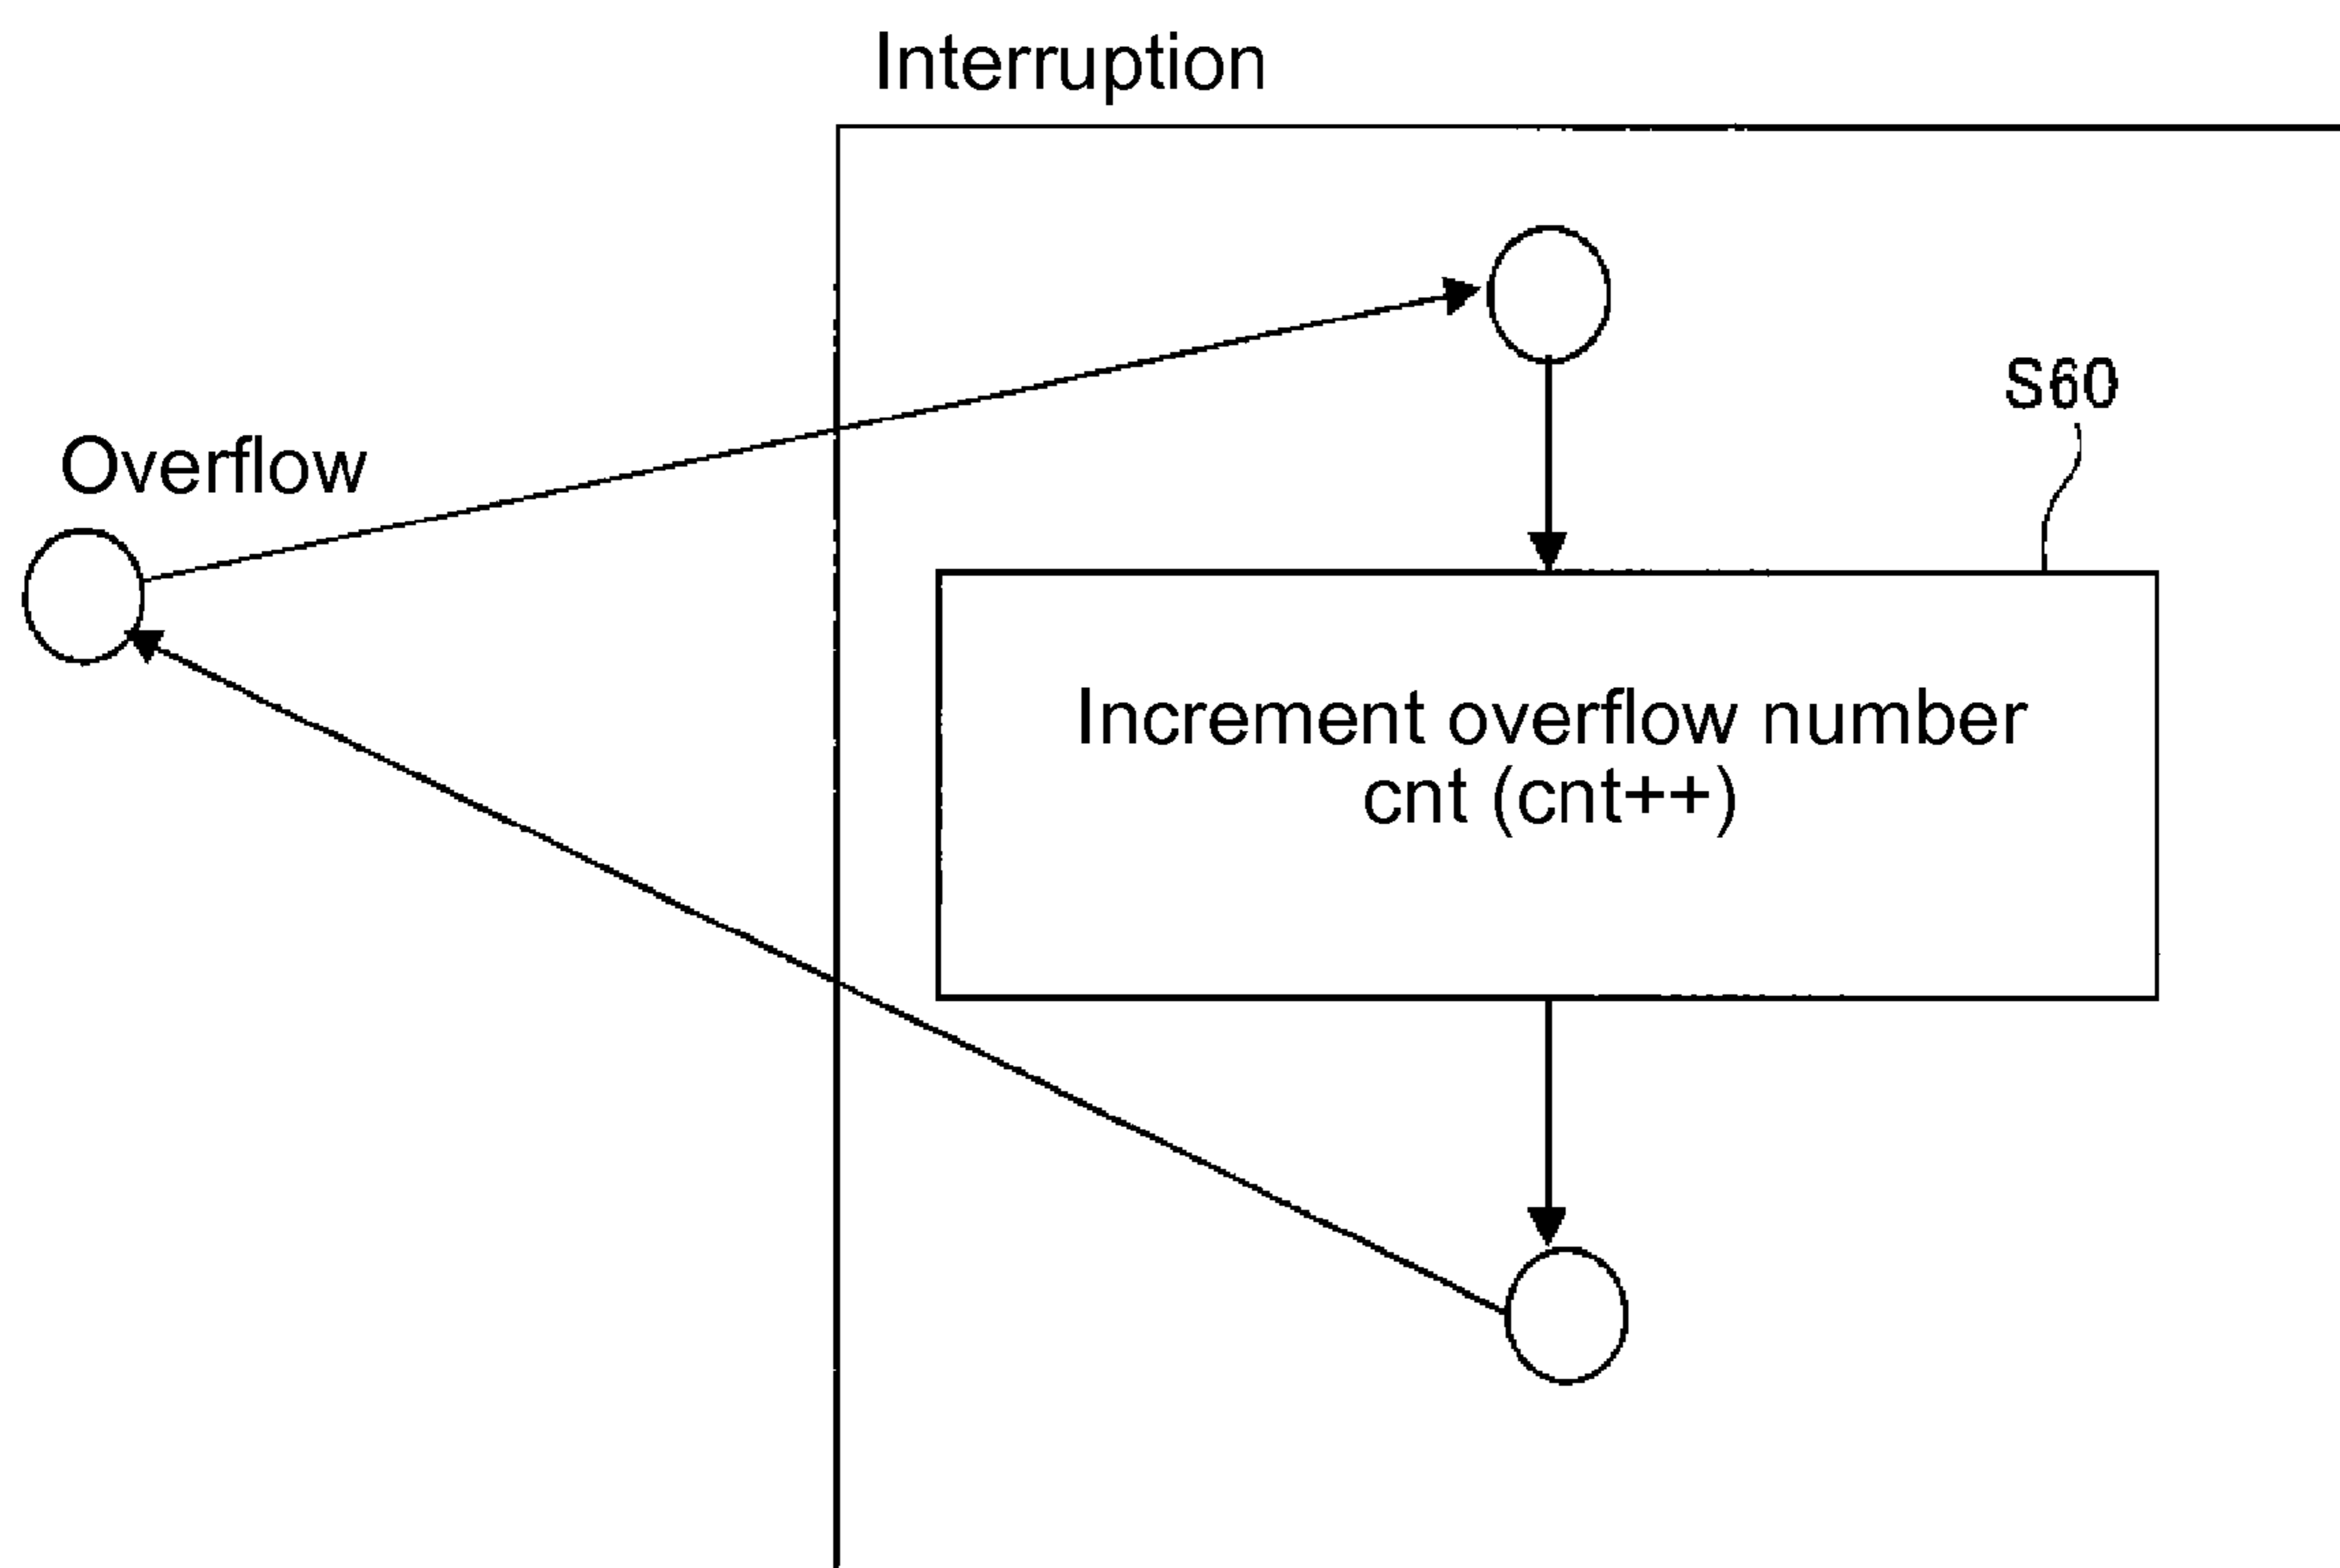 Interruption
S60
Overflow
Increment overflow number
cnt (cnt++)